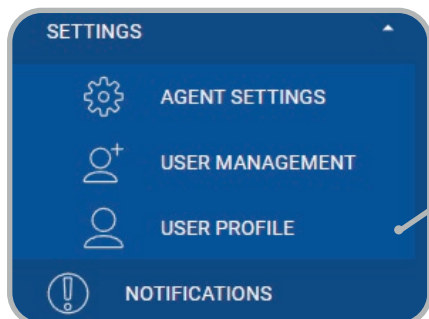 SETTINGS
AGENT SETTINGS
USER MANAGEMENT
USER PROFILE
NOTIFICATIONS